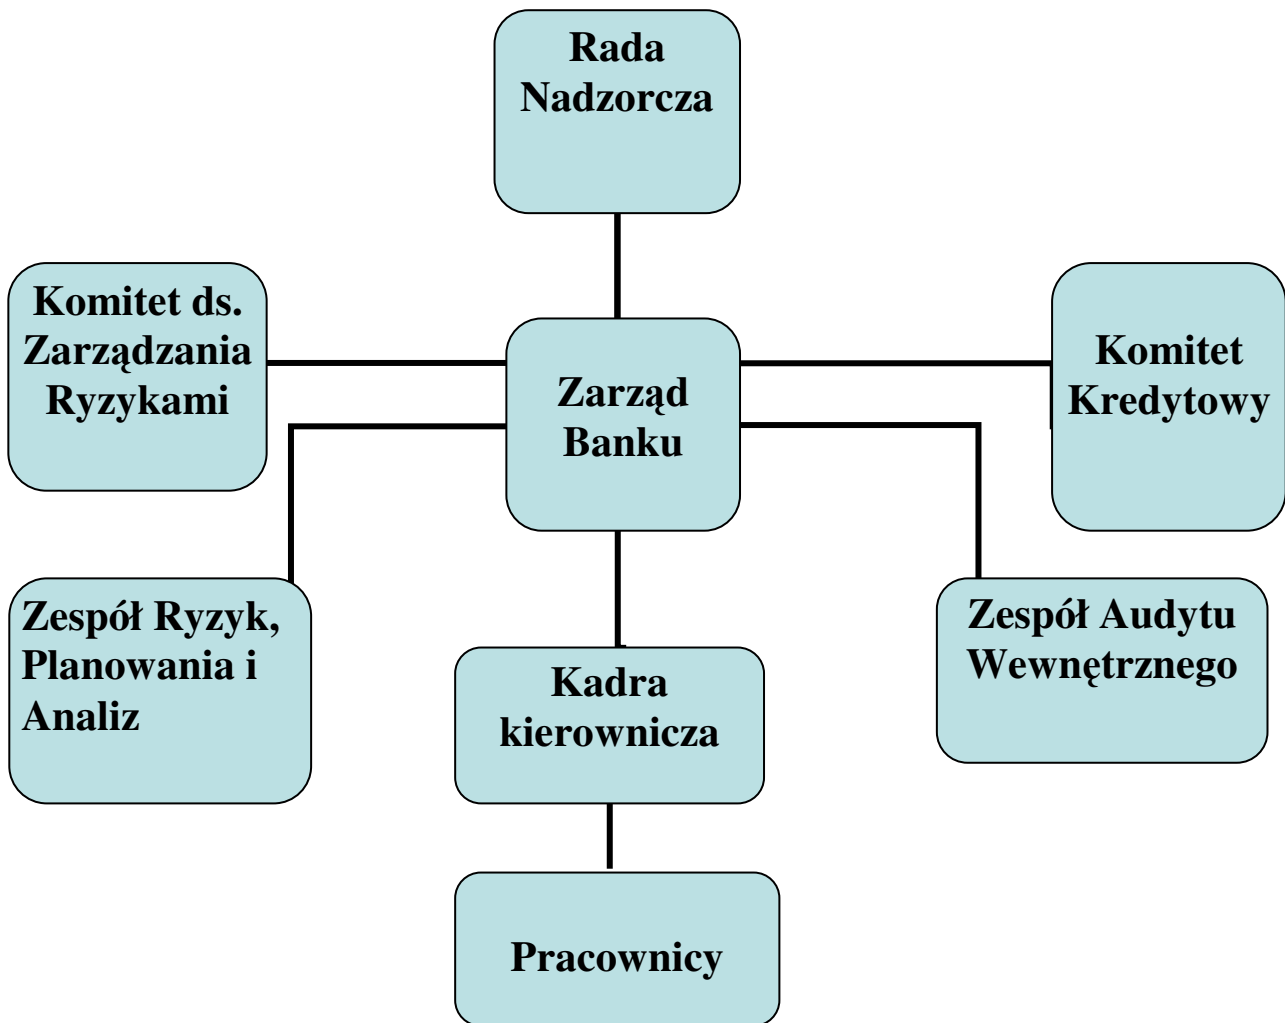 Rada
Nadzorcza
Komitet ds.
Zarządzania
Ryzykami
Zarząd
Banku
Komitet
Kredytowy
Zespół Ryzyk,
Planowania i
Analiz
Kadra
kierownicza
Zespół Audytu
Wewnętrznego
Pracownicy